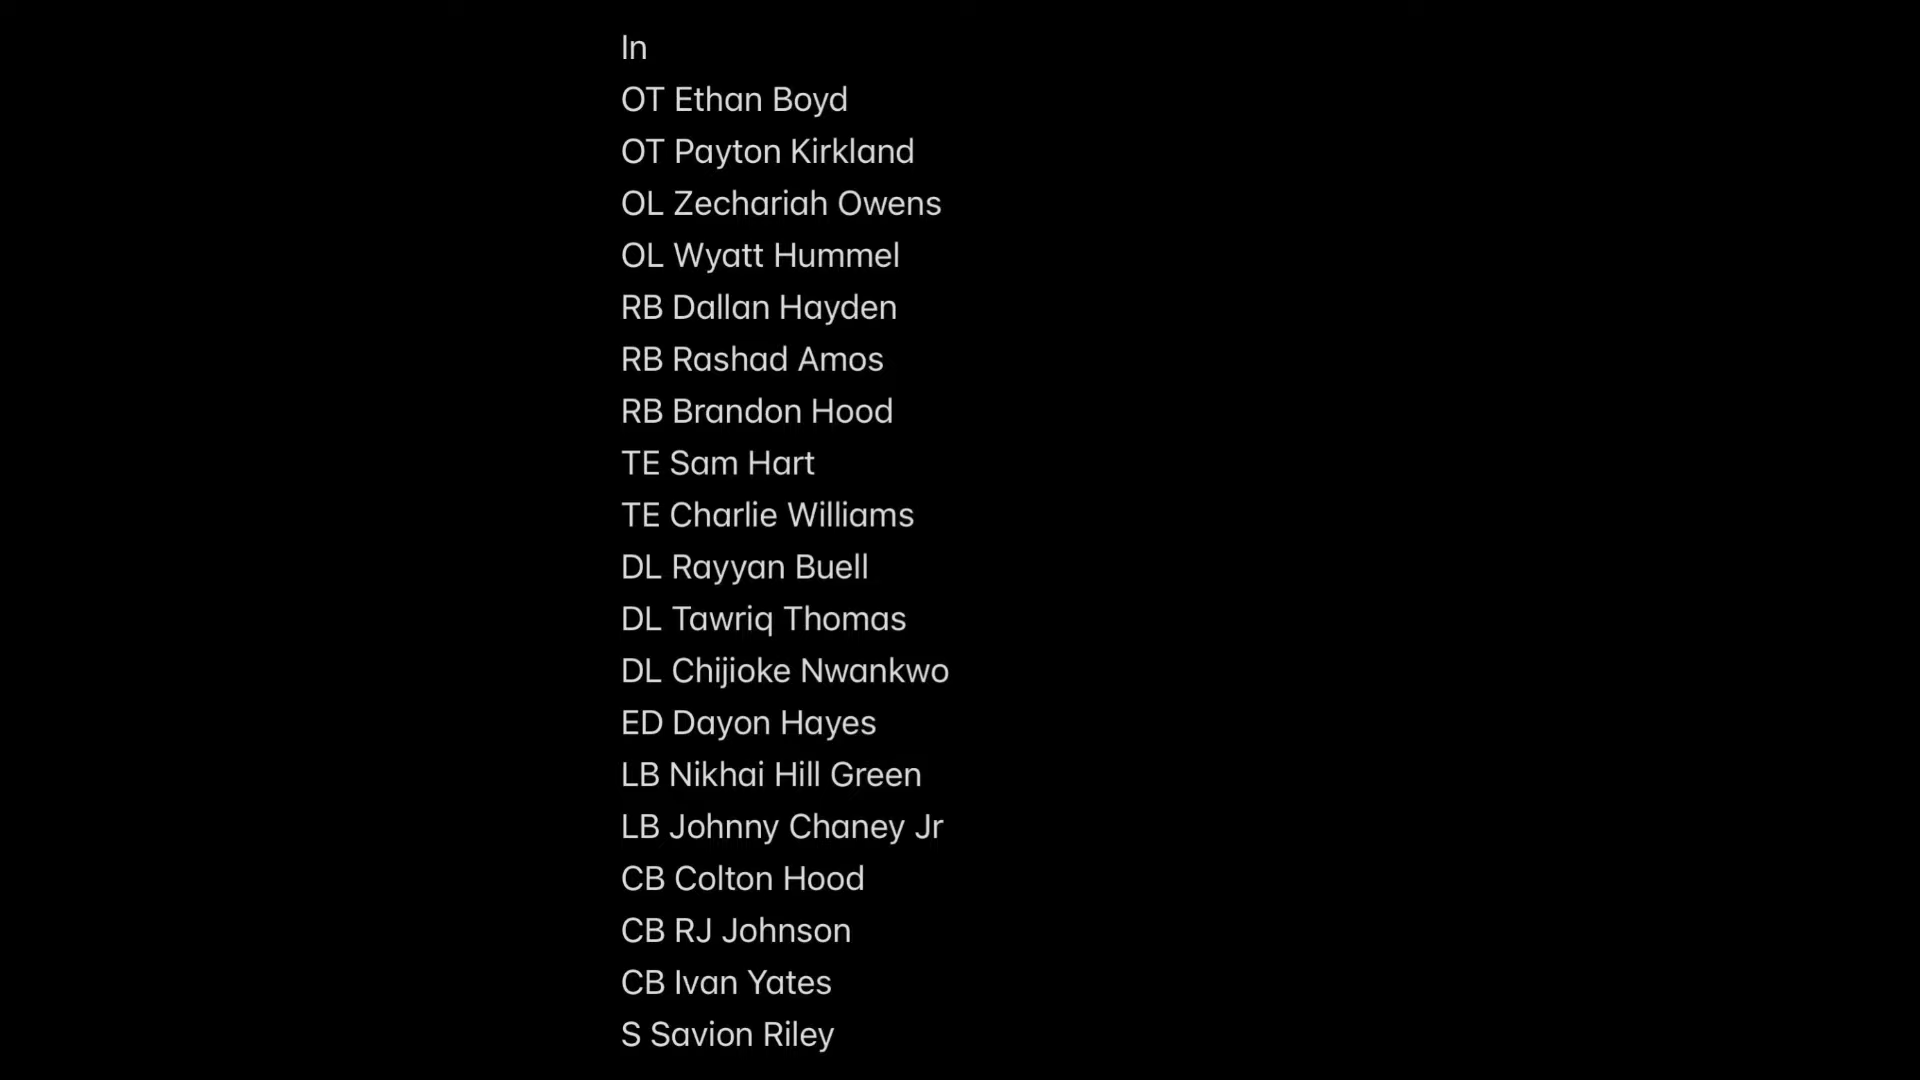 In
OT Ethan Boyd
OT Payton Kirkland
OL Zechariah Owens
OL Wyatt Hummel
RB Dallan Hayden
RB Rashad Amos
RB Brandon Hood
TE Sam Hart
TE Charlie Williams
DL Rayyan Buell
DL Tawriq Thomas
DL Chijioke Nwankwo
ED Dayon Hayes
LB Nikhai Hill Green
LB Johnny Chaney Jr
CB Colton Hood
CB RJ Johnson
CB Ivan Yates
S Savion Riley